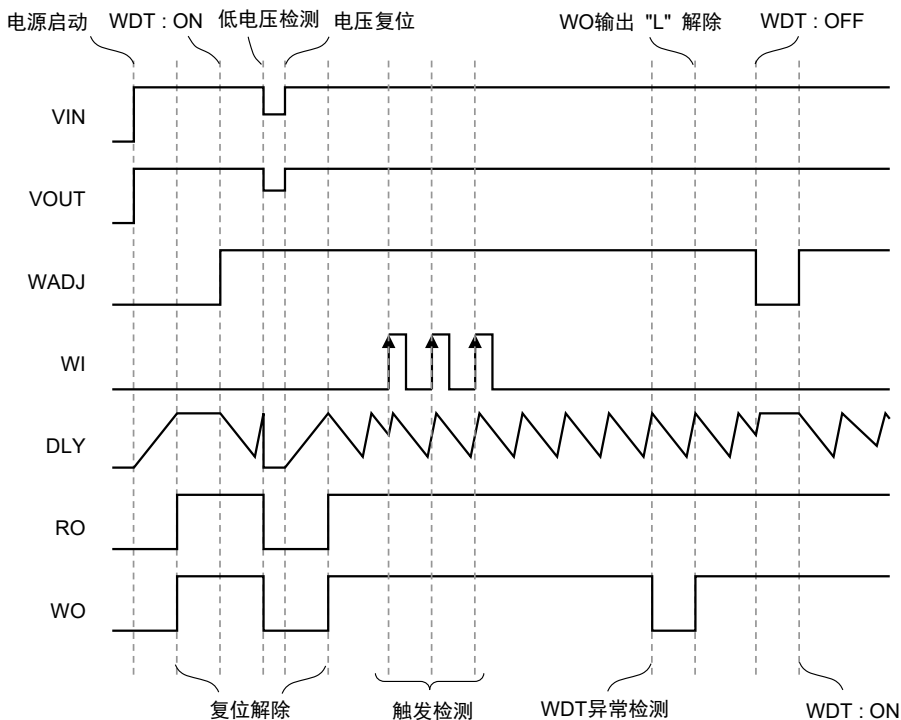 电源启动 WDT : ON 低电压检测 电压复位 WO输出 "L" 解除 WDT : OFF
VIN
VOUT
WADJ
WI
DLY
RO
WO
复位解除 触发检测 WDT异常检测 WDT : ON